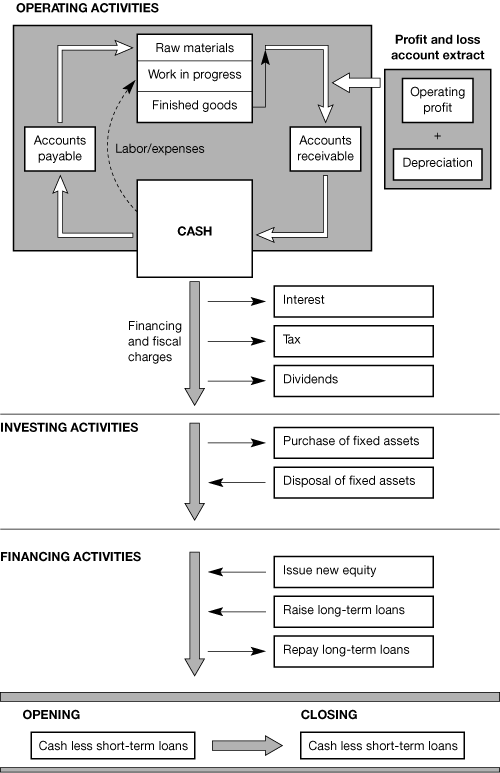 OPERATING ACTIVITIES
Raw materials
Work in progress
Finished goods
Profit and loss
account extract
Operating
profit
+
Depreciation
Accounts
payable
Labor/expenses
Accounts
receivable
CASH
Financing
and fiscal
charges
Interest
Tax
Dividends
INVESTING ACTIVITIES
Purchase of fixed assets
Disposal of fixed assets
FINANCING ACTIVITIES
Issue new equity
Raise long-term loans
Repay long-term loans
OPENING
Cash less short-term loans
CLOSING
Cash less short-term loans